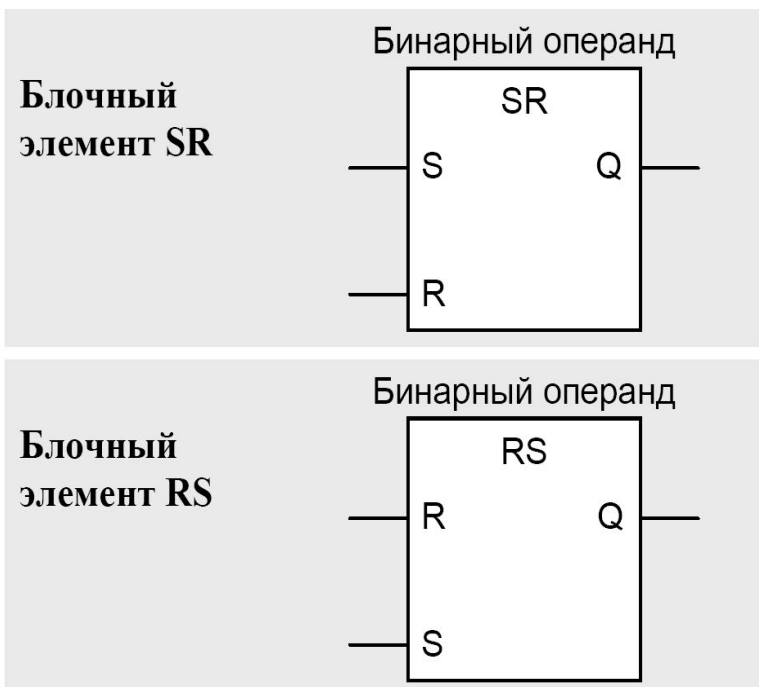 Бинарный операнд
Блочный
элемент SR
SR
S Q
R
Бинарный операнд
Блочный
элемент RS
RS
R Q
S